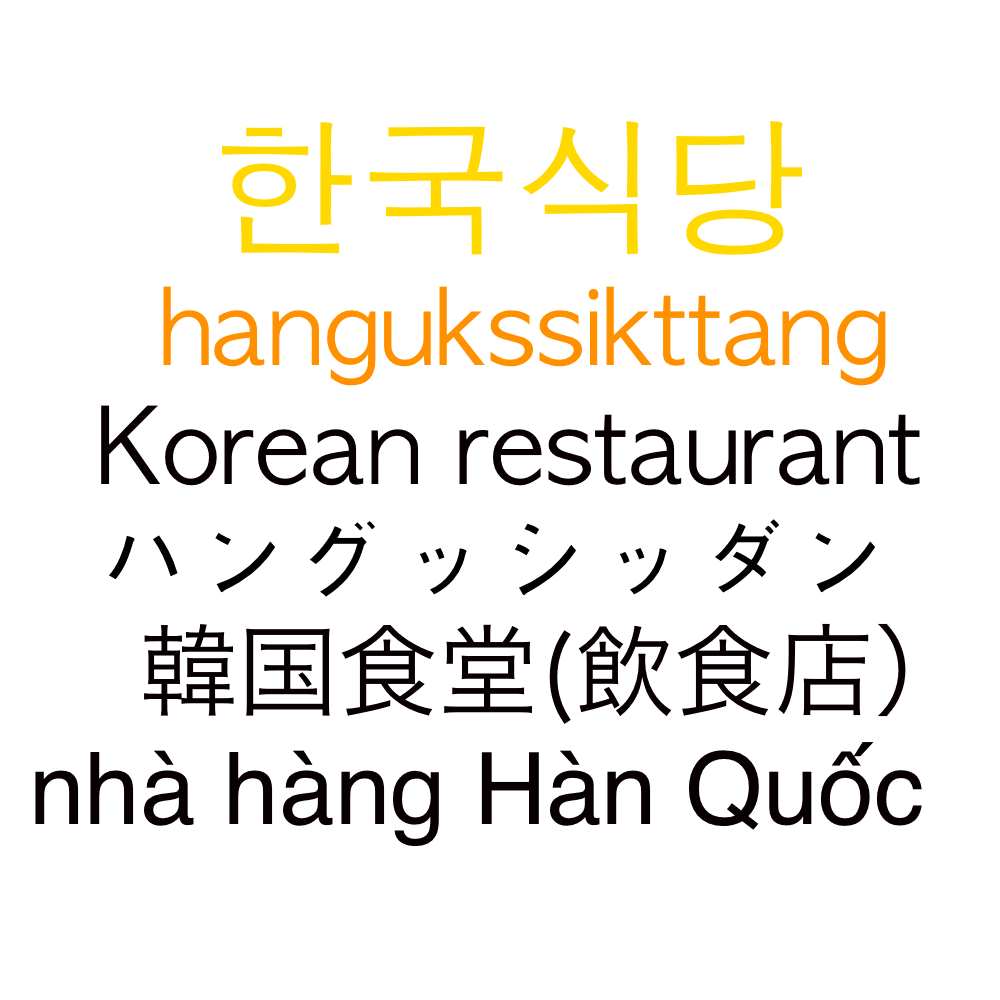 한국식당
hangukssikttang
Korean restaurant
ハングッシッダン
韓国食堂(飲食店）
nhà hàng Hàn Quốc